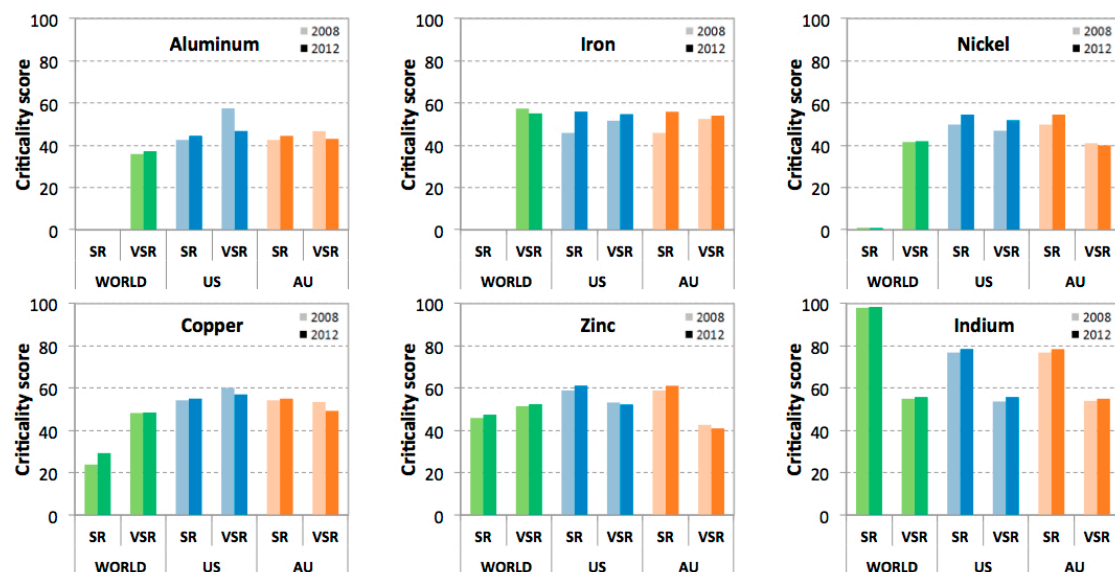 Aluminum
2008
2012
Criticality score
100
80
60
40
20
0
SR VSR SR VSR SR VSR
WORLD US AU
Iron
2008
2012
Criticality score
100
80
60
40
20
0
SR VSR SR VSR SR VSR
WORLD US AU
Nickel
2008
2012
Criticality score
100
80
60
40
20
0
SR VSR SR VSR SR VSR
WORLD US AU
Copper
2008
2012
Criticality score
100
80
60
40
20
0
SR VSR SR VSR SR VSR
WORLD US AU
Zinc
2008
2012
Criticality score
100
80
60
40
20
0
SR VSR SR VSR SR VSR
WORLD US AU
Indium
2008
2012
Criticality score
100
80
60
40
20
0
SR VSR SR VSR SR VSR
WORLD US AU